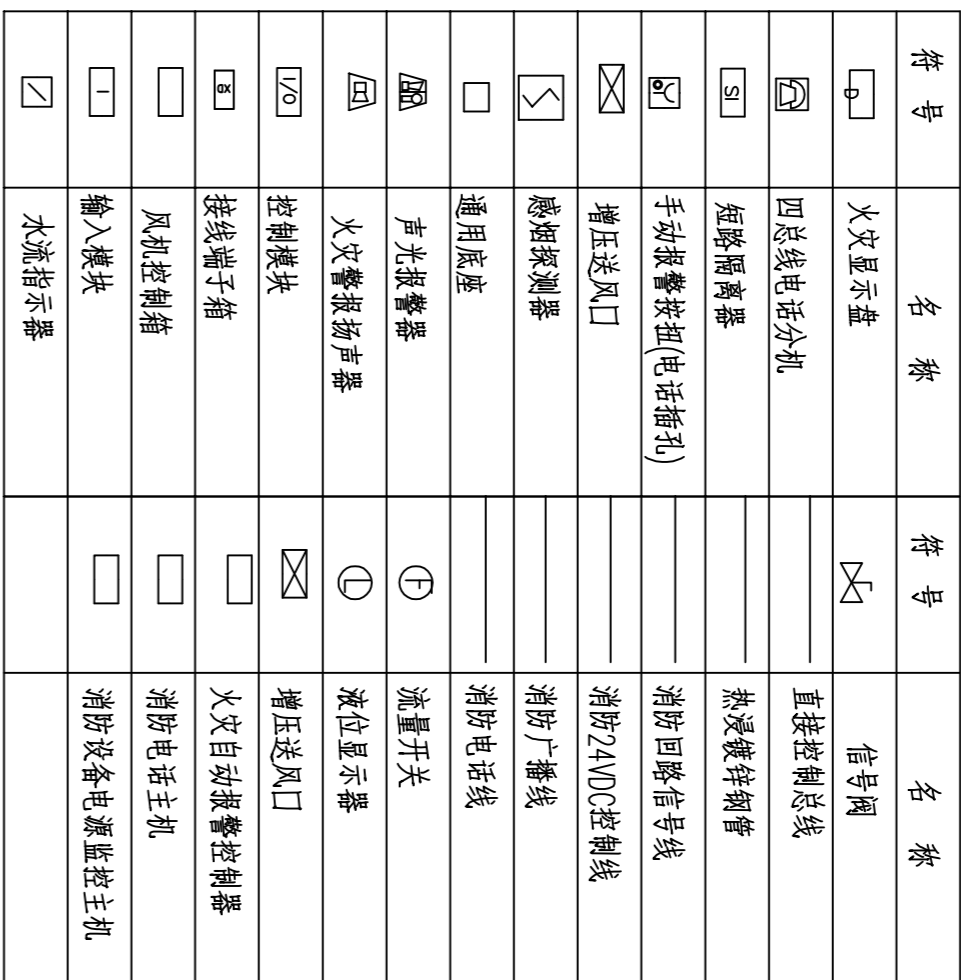 符号 名称 符号 名称
D 火灾显示盘 信号阀
四总线电话分机 直接控制总线
SI 短路隔离器 热浸镀锌钢管
手动报警按扭(电话插孔) 消防回路信号线
增压送风口 消防24VDC控制线
感烟探测器 消防广播线
通用底座 消防电话线
声光报警器 F 流量开关
火灾警报扬声器 L 液位显示器
I/O 控制模块 增压送风口
接线端子箱 火灾自动报警控制器
风机控制箱 消防电话主机
I 输入模块 消防设备电源监控主机
水流指示器